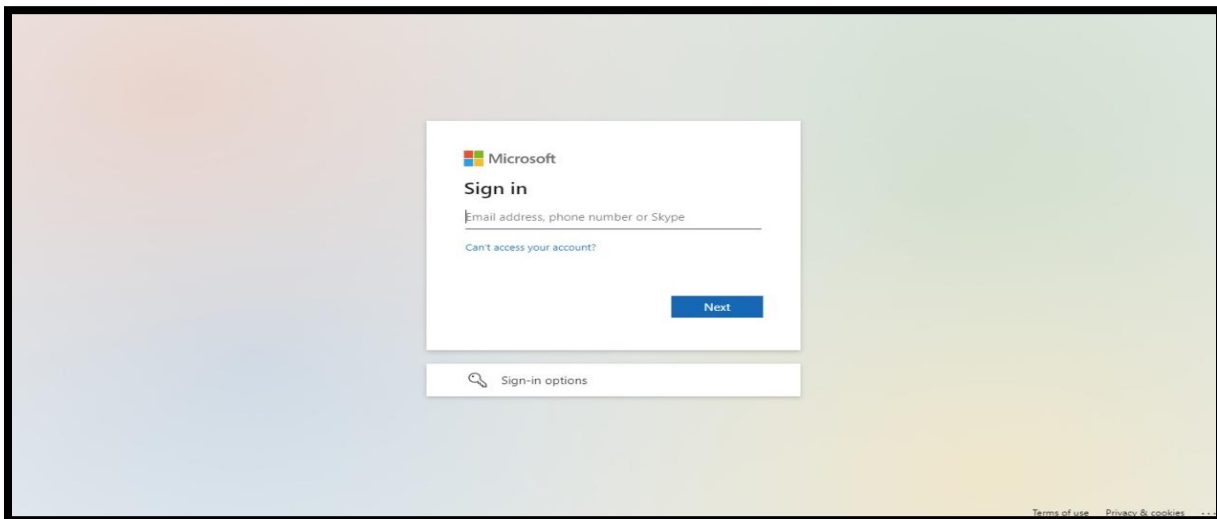 Microsoft
Sign in
Email address, phone number or Skype
Can't access your account?
Next
Sign-in options
Terms of use Privacy & cookies ...